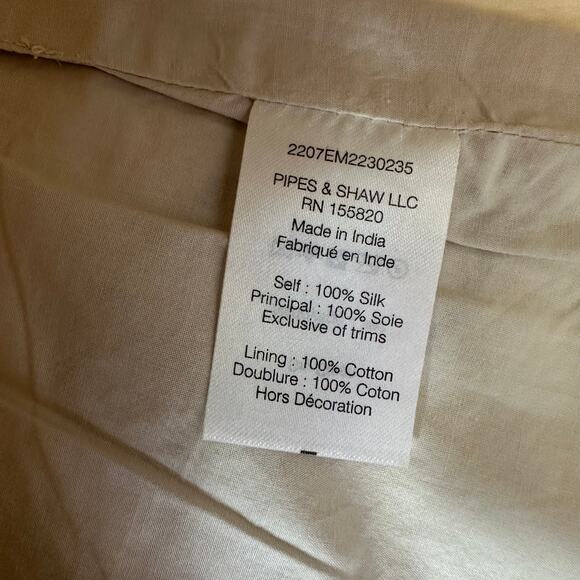 2207EM2230235
PIPES & SHAW LLC
RN 155820
Made in India
Fabriqué en Inde
Self : 100% Silk
Principal : 100% Soie
Exclusive of trims
Lining : 100% Cotton
Doublure : 100% Coton
Hors Décoration